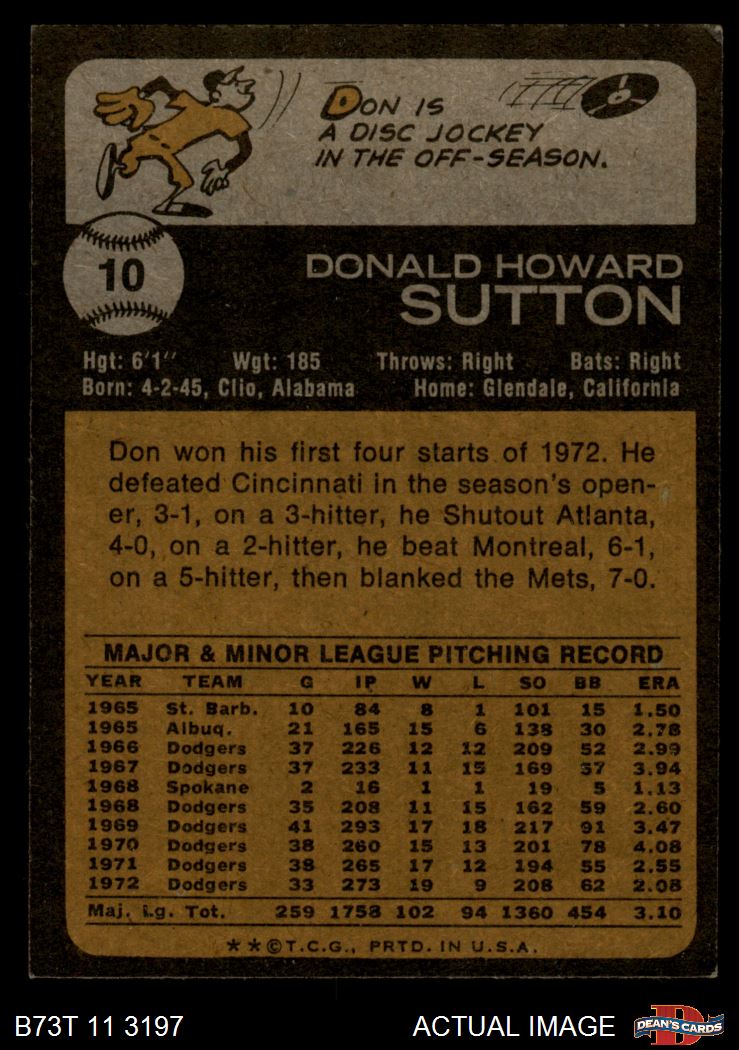 DON IS
A DISC JOCKEY
IN THE OFF-SEASON.
10
DONALD HOWARD
SUTTON
Hgt: 6'1" Wgt: 185 Throws: Right Bats: Right
Born: 4-2-45, Clio, Alabama Home: Glendale, California
Don won his first four starts of 1972. He
defeated Cincinnati in the season's open-
er, 3-1, on a 3-hitter, he Shutout Atlanta,
4-0, on a 2-hitter, he beat Montreal, 6-1,
on a 5-hitter, then blanked the Mets, 7-0.
MAJOR & MINOR LEAGUE PITCHING RECORD
YEAR TEAM G IP W L SO BB ERA
1965 St. Barb. 10 84 8 1 101 15 1.50
1965 Albuq. 21 165 15 6 138 30 2.78
1966 Dodgers 37 226 12 12 209 52 2.99
1967 Dodgers 37 233 11 15 169 57 3.94
1968 Spokane 2 16 1 1 19 5 1.13
1968 Dodgers 35 208 11 15 162 59 2.60
1969 Dodgers 41 293 17 18 217 91 3.47
1970 Dodgers 38 260 15 13 201 78 4.08
1971 Dodgers 38 265 17 12 194 55 2.55
1972 Dodgers 33 273 19 9 208 62 2.08
Maj. Lg. Tot. 259 1758 102 94 1360 454 3.10
**©T.C.G., PRTD. IN U.S.A.
B73T 11 3197 ACTUAL IMAGE D DEAN'S CARDS